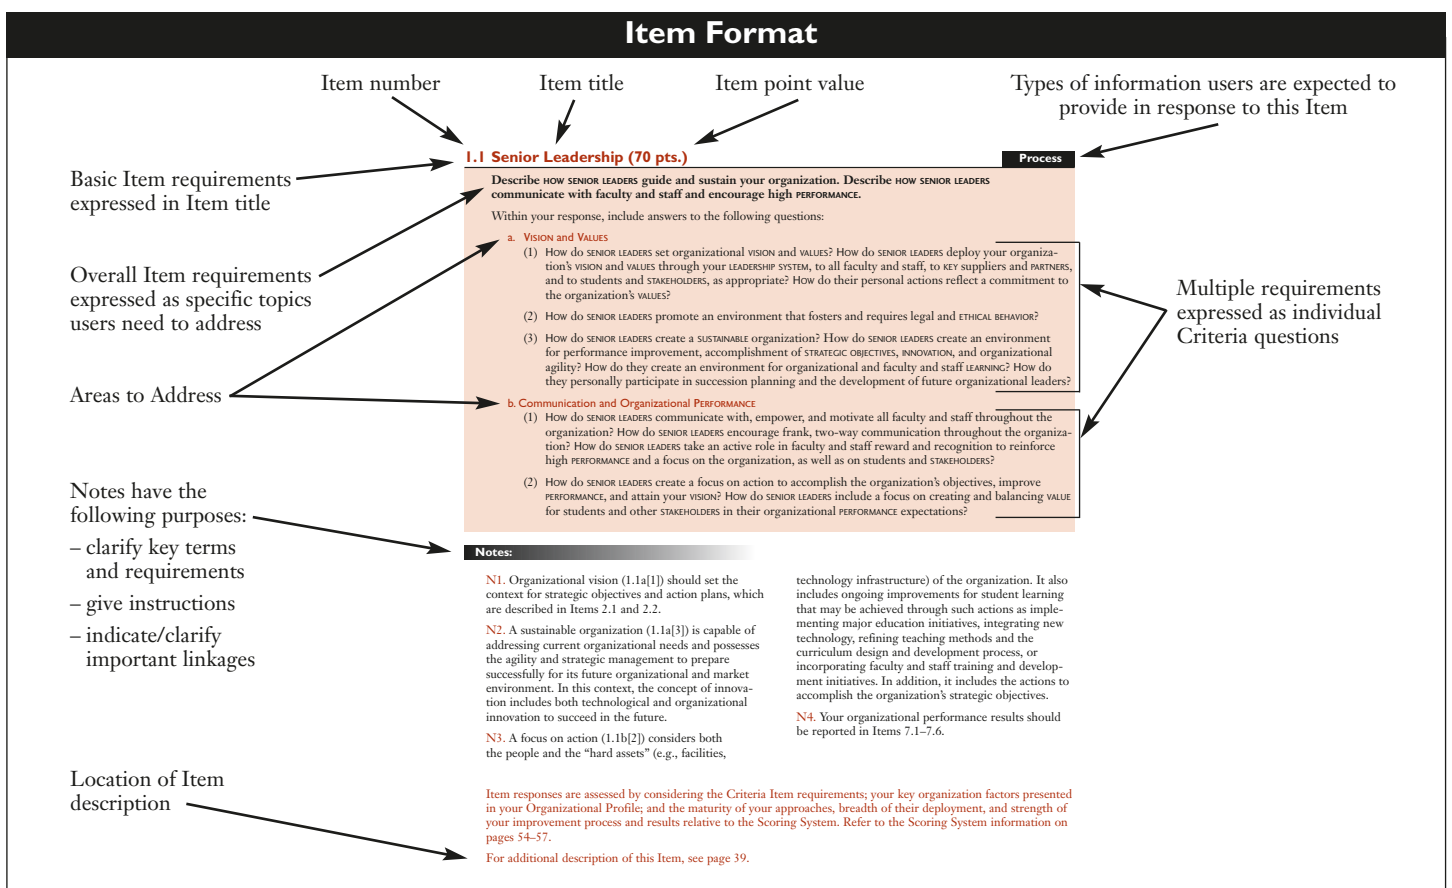 Item Format
Item number
Item title
Item point value
Types of information users are expected to
provide in response to this Item
Basic Item requirements
expressed in Item title
Overall Item requirements
expressed as specific topics
users need to address
Areas to Address
Notes have the
following purposes:
– clarify key terms
and requirements
– give instructions
– indicate/clarify
important linkages
Location of Item
description
1.1 Senior Leadership (70 pts.)
Process
Describe HOW SENIOR LEADERS guide and sustain your organization. Describe HOW SENIOR LEADERS
communicate with faculty and staff and encourage high PERFORMANCE.
Within your response, include answers to the following questions:
a. VISION and VALUES
(1) HOW do SENIOR LEADERS set organizational VISION and VALUES? HOW do SENIOR LEADERS deploy your organiza-
tion's VISION and VALUES through your LEADERSHIP SYSTEM, to all faculty and staff, to KEY suppliers and PARTNERS,
and to students and STAKEHOLDERS, as appropriate? HOW do their personal actions reflect a commitment to
the organization's VALUES?
(2) HOW do SENIOR LEADERS promote an environment that fosters and requires legal and ETHICAL BEHAVIOR?
(3) HOW do SENIOR LEADERS create a SUSTAINABLE organization? HOW do SENIOR LEADERS create an environment
for performance improvement, accomplishment of STRATEGIC OBJECTIVES, INNOVATION, and organizational
agility? HOW do they create an environment for organizational and faculty and staff LEARNING? HOW do
they personally participate in succession planning and the development of future organizational leaders?
b. Communication and Organizational PERFORMANCE
(1) HOW do SENIOR LEADERS communicate with, empower, and motivate all faculty and staff throughout the
organization? HOW do SENIOR LEADERS encourage frank, two-way communication throughout the organiza-
tion? HOW do SENIOR LEADERS take an active role in faculty and staff reward and recognition to reinforce
high PERFORMANCE and a focus on the organization, as well as on students and STAKEHOLDERS?
(2) HOW do SENIOR LEADERS create a focus on action to accomplish the organization's objectives, improve
PERFORMANCE, and attain your VISION? HOW do SENIOR LEADERS include a focus on creating and balancing VALUE
for students and other STAKEHOLDERS in their organizational PERFORMANCE expectations?
Multiple requirements
expressed as individual
Criteria questions
Notes:
N1. Organizational vision (1.1a[1]) should set the
context for strategic objectives and action plans, which
are described in Items 2.1 and 2.2.
N2. A sustainable organization (1.1a[3]) is capable of
addressing current organizational needs and possesses
the agility and strategic management to prepare
successfully for its future organizational and market
environment. In this context, the concept of innova-
tion includes both technological and organizational
innovation to succeed in the future.
N3. A focus on action (1.1b[2]) considers both
the people and the “hard assets” (e.g., facilities,
technology infrastructure) of the organization. It also
includes ongoing improvements for student learning
that may be achieved through such actions as imple-
menting major education initiatives, integrating new
technology, refining teaching methods and the
curriculum design and development process, or
incorporating faculty and staff training and develop-
ment initiatives. In addition, it includes the actions to
accomplish the organization's strategic objectives.
N4. Your organizational performance results should
be reported in Items 7.1–7.6.
Item responses are assessed by considering the Criteria Item requirements; your key organization factors presented
in your Organizational Profile; and the maturity of your approaches, breadth of their deployment, and strength of
your improvement process and results relative to the Scoring System. Refer to the Scoring System information on
pages 54–57.
For additional description of this Item, see page 39.